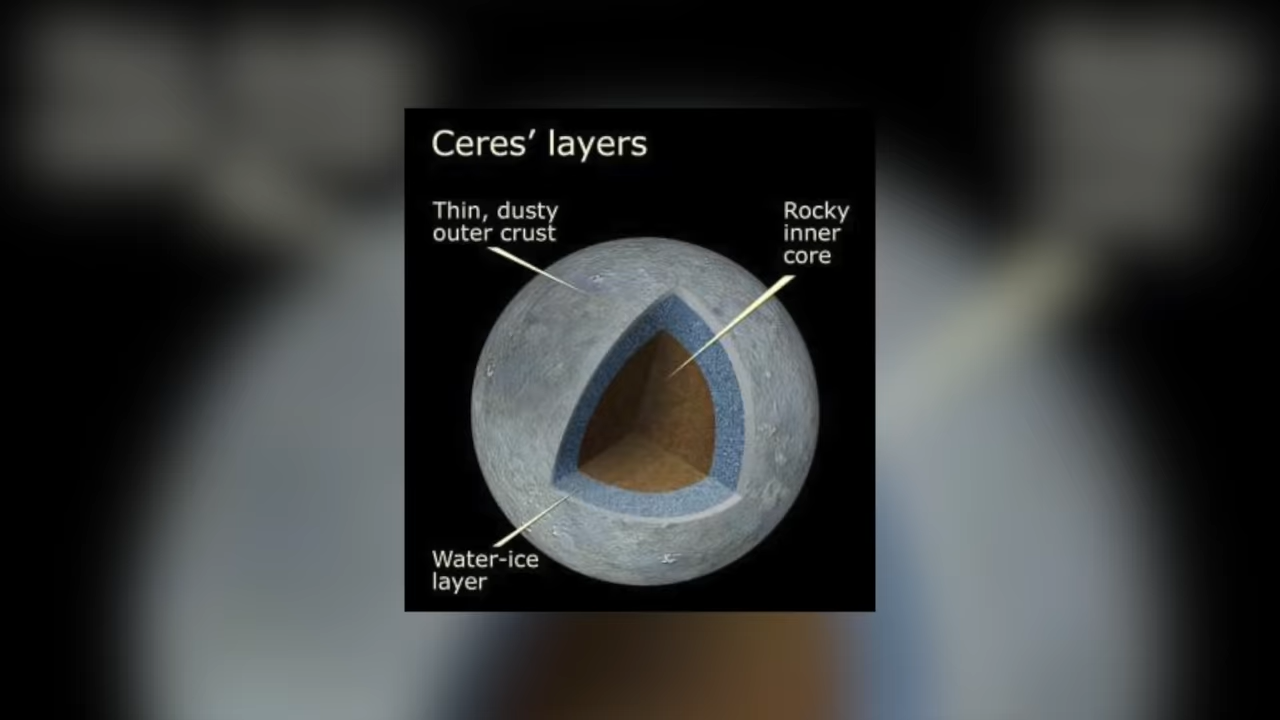 Ceres’ layers
Thin, dusty
outer crust
Rocky
inner
core
Water-ice
layer